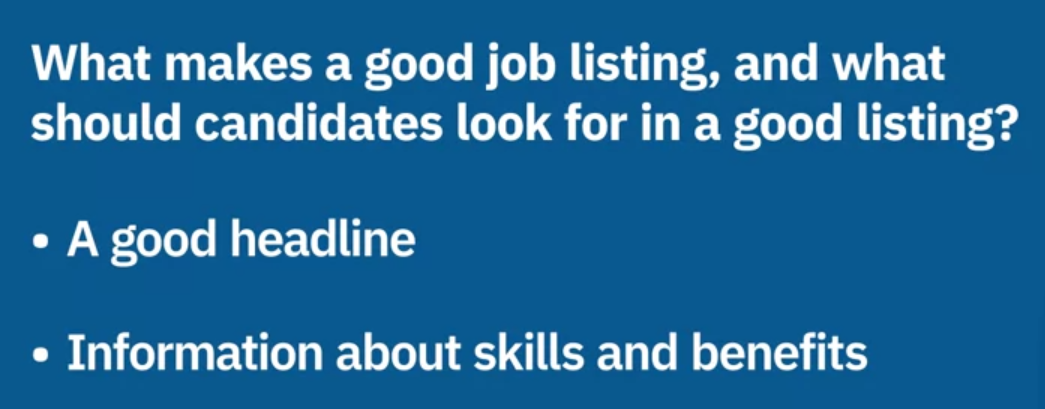 What makes a good job listing, and what
should candidates look for in a good listing?
• A good headline
• Information about skills and benefits